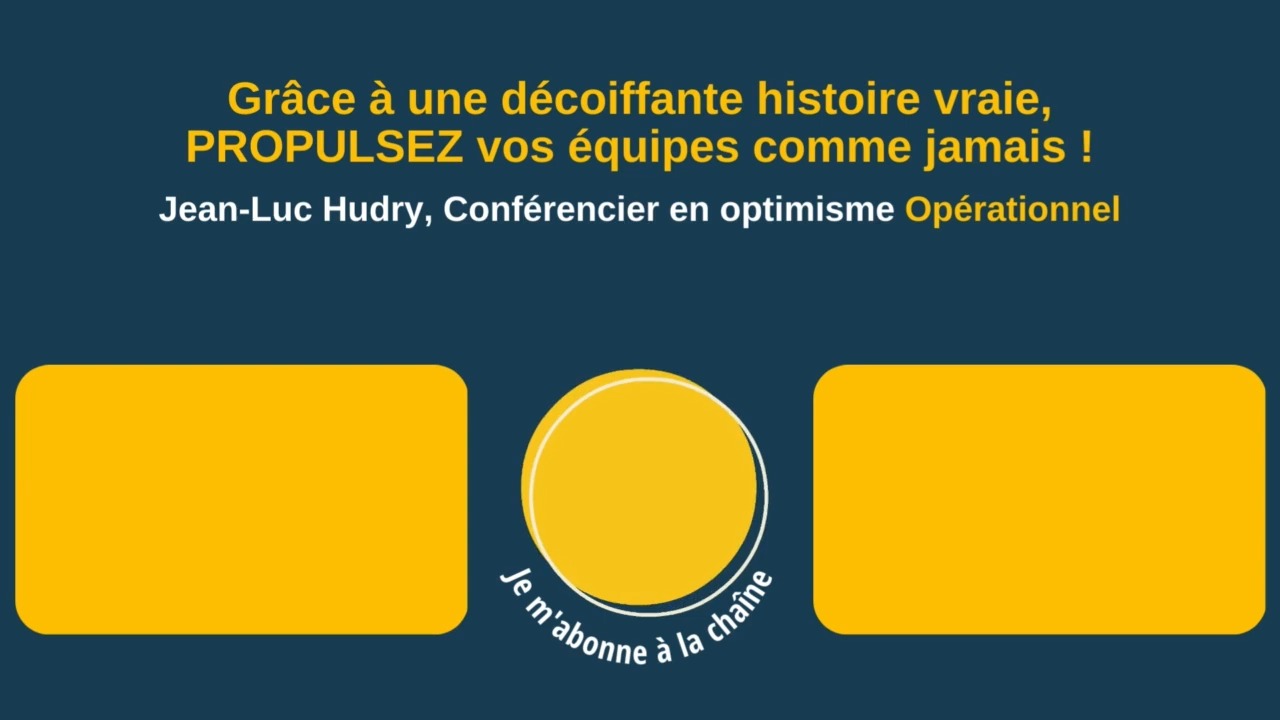 Grâce à une décoiffante histoire vraie,
PROPULSEZ vos équipes comme jamais !
Jean-Luc Hudry, Conférencier en optimisme Opérationnel
Je m'abonne à la chaîne